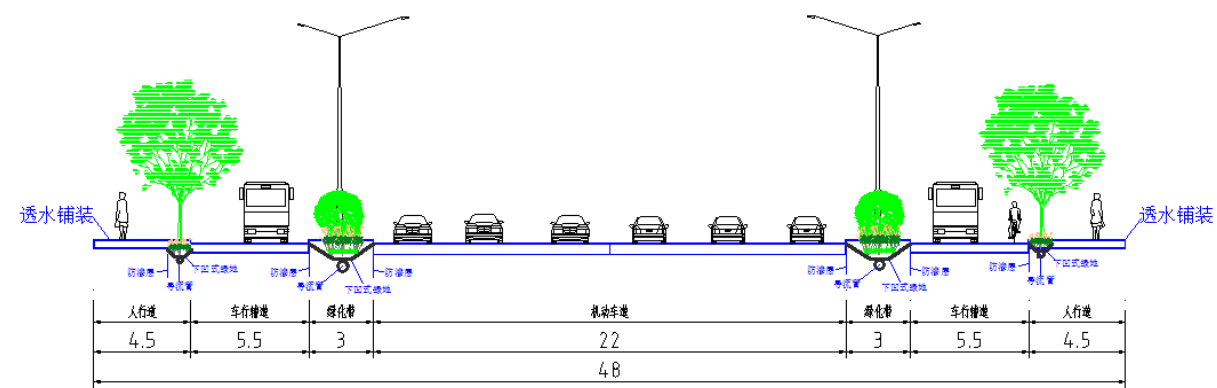 透水铺装
透水铺装
防渗层
导流管
下凹式绿地
防渗层
导流管
下凹式绿地
防渗层
防渗层
导流管
下凹式绿地
防渗层
防渗层
导流管
下凹式绿地
人行道
车行辅道
绿化带
机动车道
绿化带
车行辅道
人行道
4.5
5.5
3
22
3
5.5
4.5
48